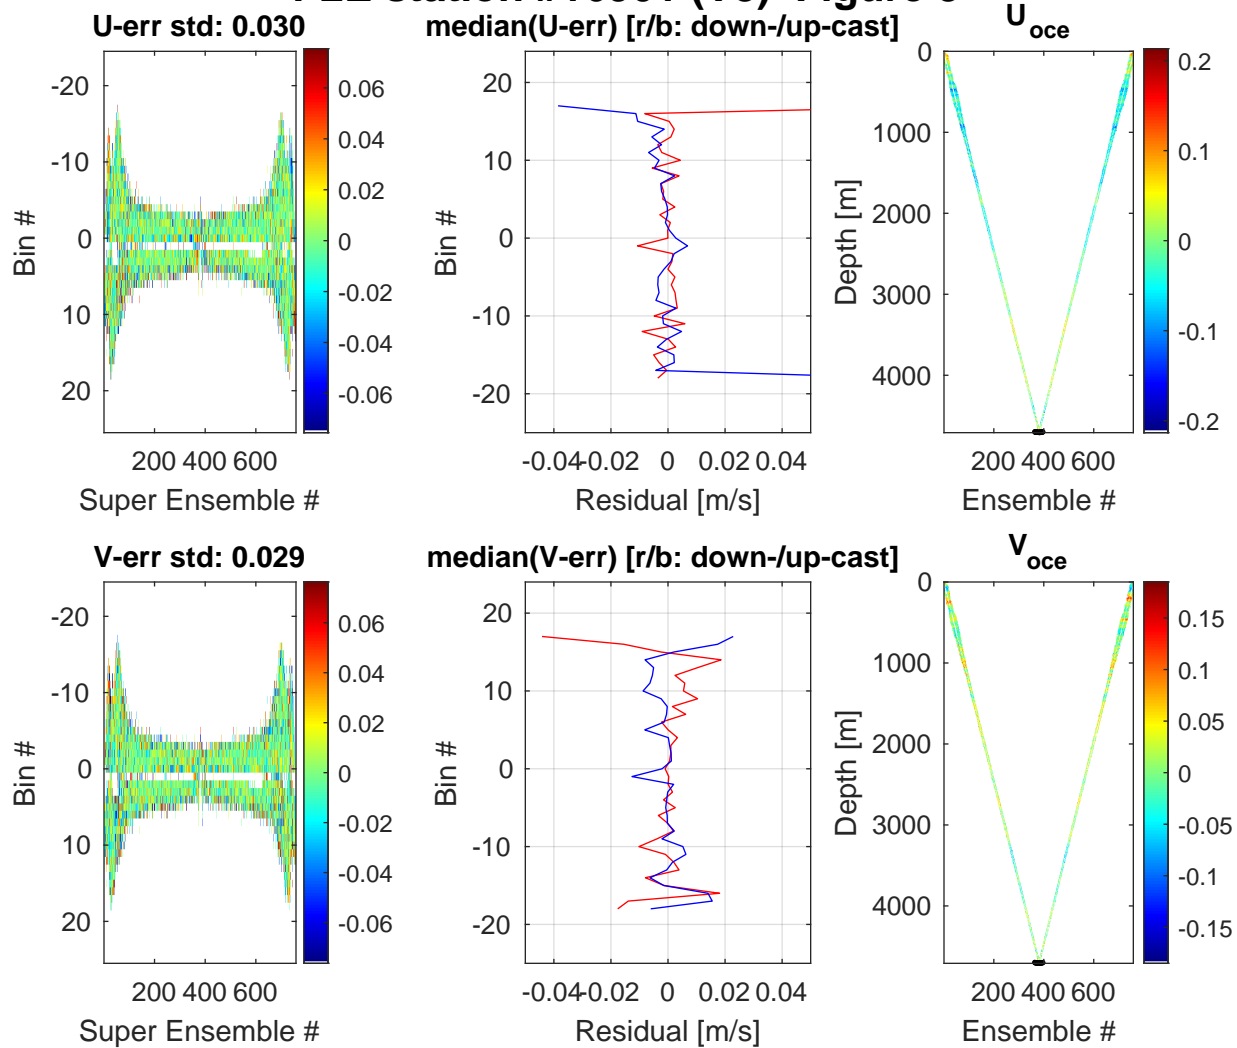 U-err std: 0.030
median(U-err) [r/b: down-/up-cast]
U oce
-20
-10
0
10
20
Bin #
200 400 600
Super Ensemble #
0.06
0.04
0.02
0
-0.02
-0.04
-0.06
20
10
0
-10
-20
Bin #
-0.04 -0.02 0 0.02 0.04
Residual [m/s]
0
1000
2000
3000
4000
Depth [m]
200 400 600
Ensemble #
0.2
0.1
0
-0.1
-0.2
V-err std: 0.029
median(V-err) [r/b: down-/up-cast]
V oce
-20
-10
0
10
20
Bin #
200 400 600
Super Ensemble #
0.06
0.04
0.02
0
-0.02
-0.04
-0.06
20
10
0
-10
-20
Bin #
-0.04 -0.02 0 0.02 0.04
Residual [m/s]
0
1000
2000
3000
4000
Depth [m]
200 400 600
Ensemble #
0.15
0.1
0.05
0
-0.05
-0.1
-0.15